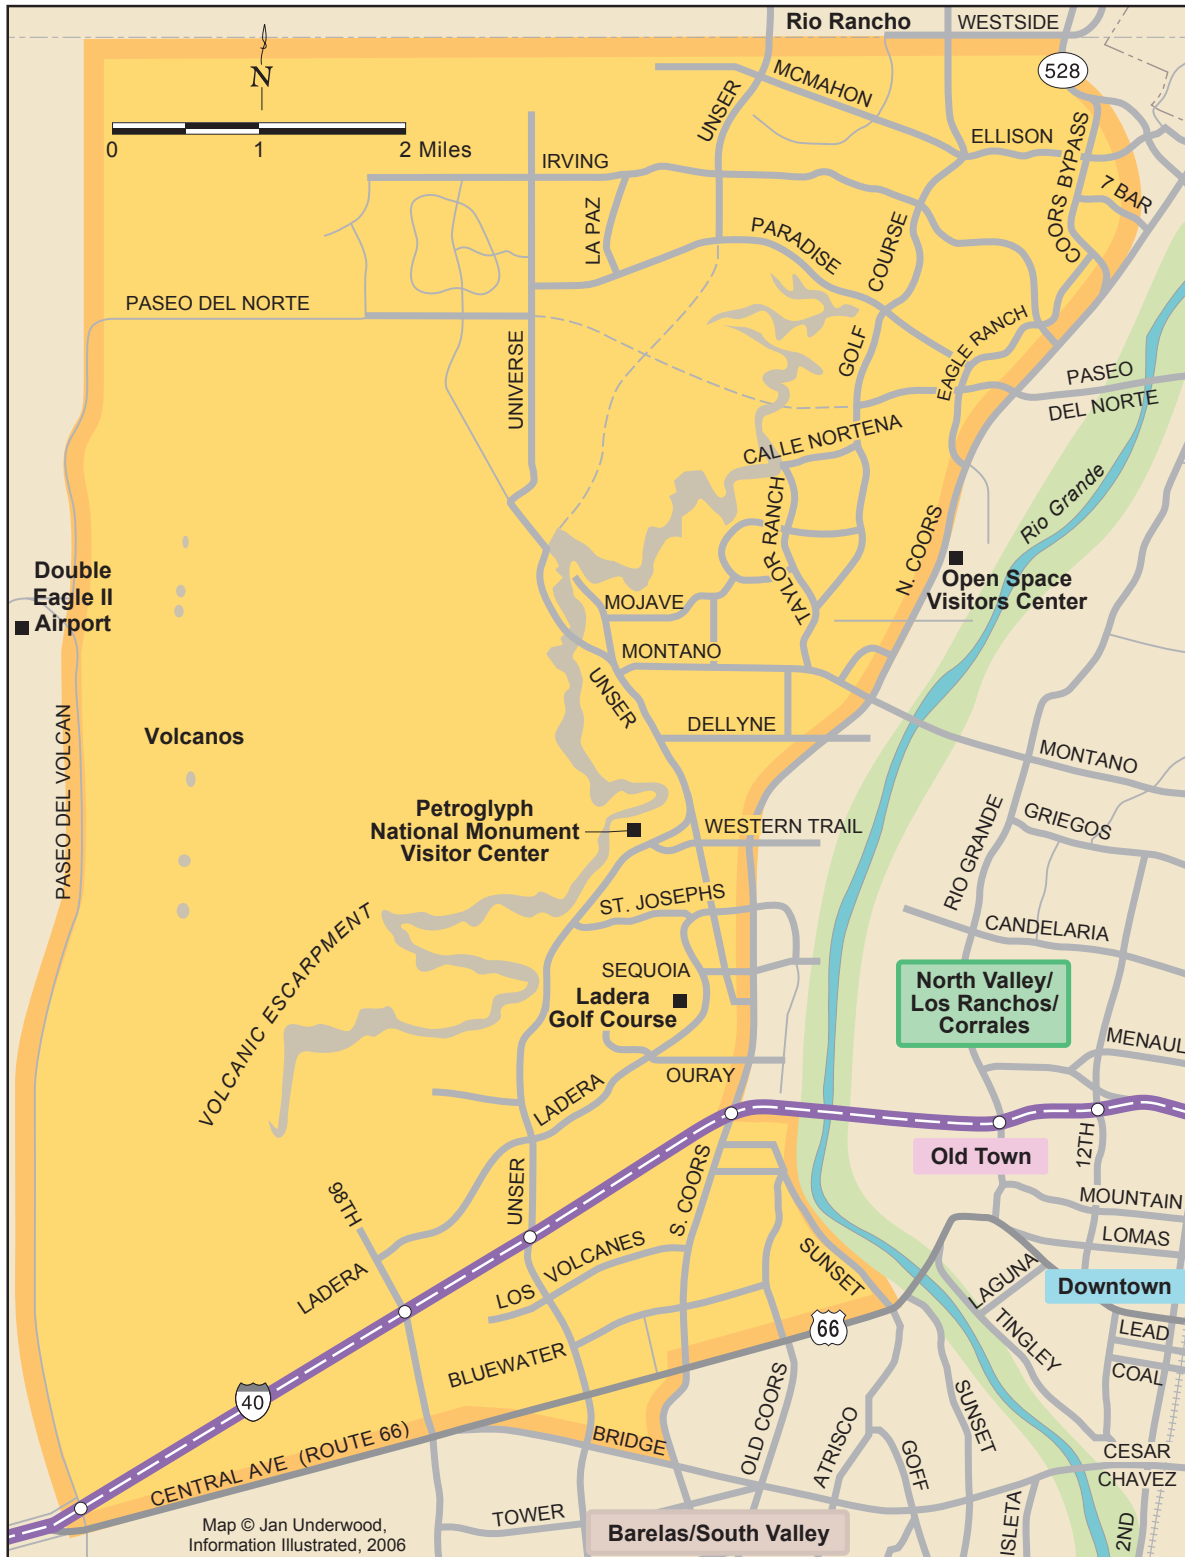 Rio Rancho
WESTSIDE
528
N
0 1 2 Miles
MCMAHON
UNSER
ELLISON
COORS BYPASS
7 BAR
IRVING
LA PAZ
PARADISE
COURSE
GOLF
PASEO DEL NORTE
UNIVERSE
EAGLE RANCH
PASEO
DEL NORTE
CALLE NORTENA
TAYLOR RANCH
N. COORS
Rio Grande
Double
Eagle II
Airport
Open Space
Visitors Center
MOJAVE
MONTANO
UNSER
DELLYNE
PASEO DEL VOLCAN
Volcanos
MONTANO
Petroglyph
National Monument
Visitor Center
WESTERN TRAIL
RIO GRANDE
GRIEGOS
ST. JOSEPHS
CANDELARIA
VOLCANIC ESCARPMENT
SEQUOIA
Ladera
Golf Course
North Valley/
Los Ranchos/
Corrales
MENAUL
OURAY
LADERA
Old Town
12TH
UNSER
98TH
S. COORS
MOUNTAIN
LOMAS
LADERA
LOS VOLCANES
SUNSET
LAGUNA
Downtown
66
TINGLEY
LEAD
COAL
BLUEWATER
40
OLD COORS
ATRISCO
SUNSET
CENTRAL AVE (ROUTE 66)
BRIDGE
GOFF
CESAR
CHAVEZ
TOWER
Barelas/South Valley
ISLETA
2ND
Map © Jan Underwood,
Information Illustrated, 2006